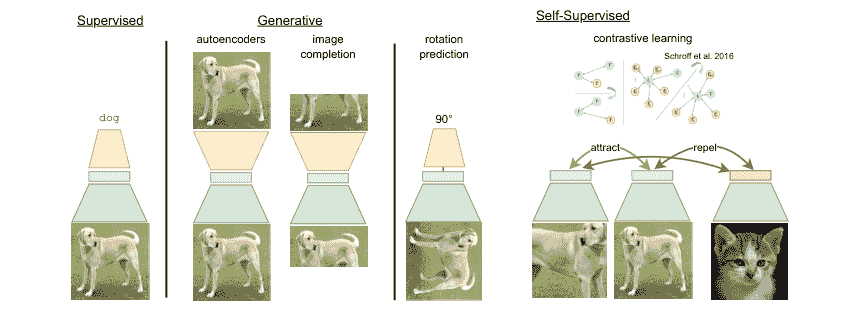 Supervised
Generative
Self-Supervised
autoencoders
image
completion
rotation
prediction
contrastive learning
Schroff et al. 2016
dog
90°
attract
repel